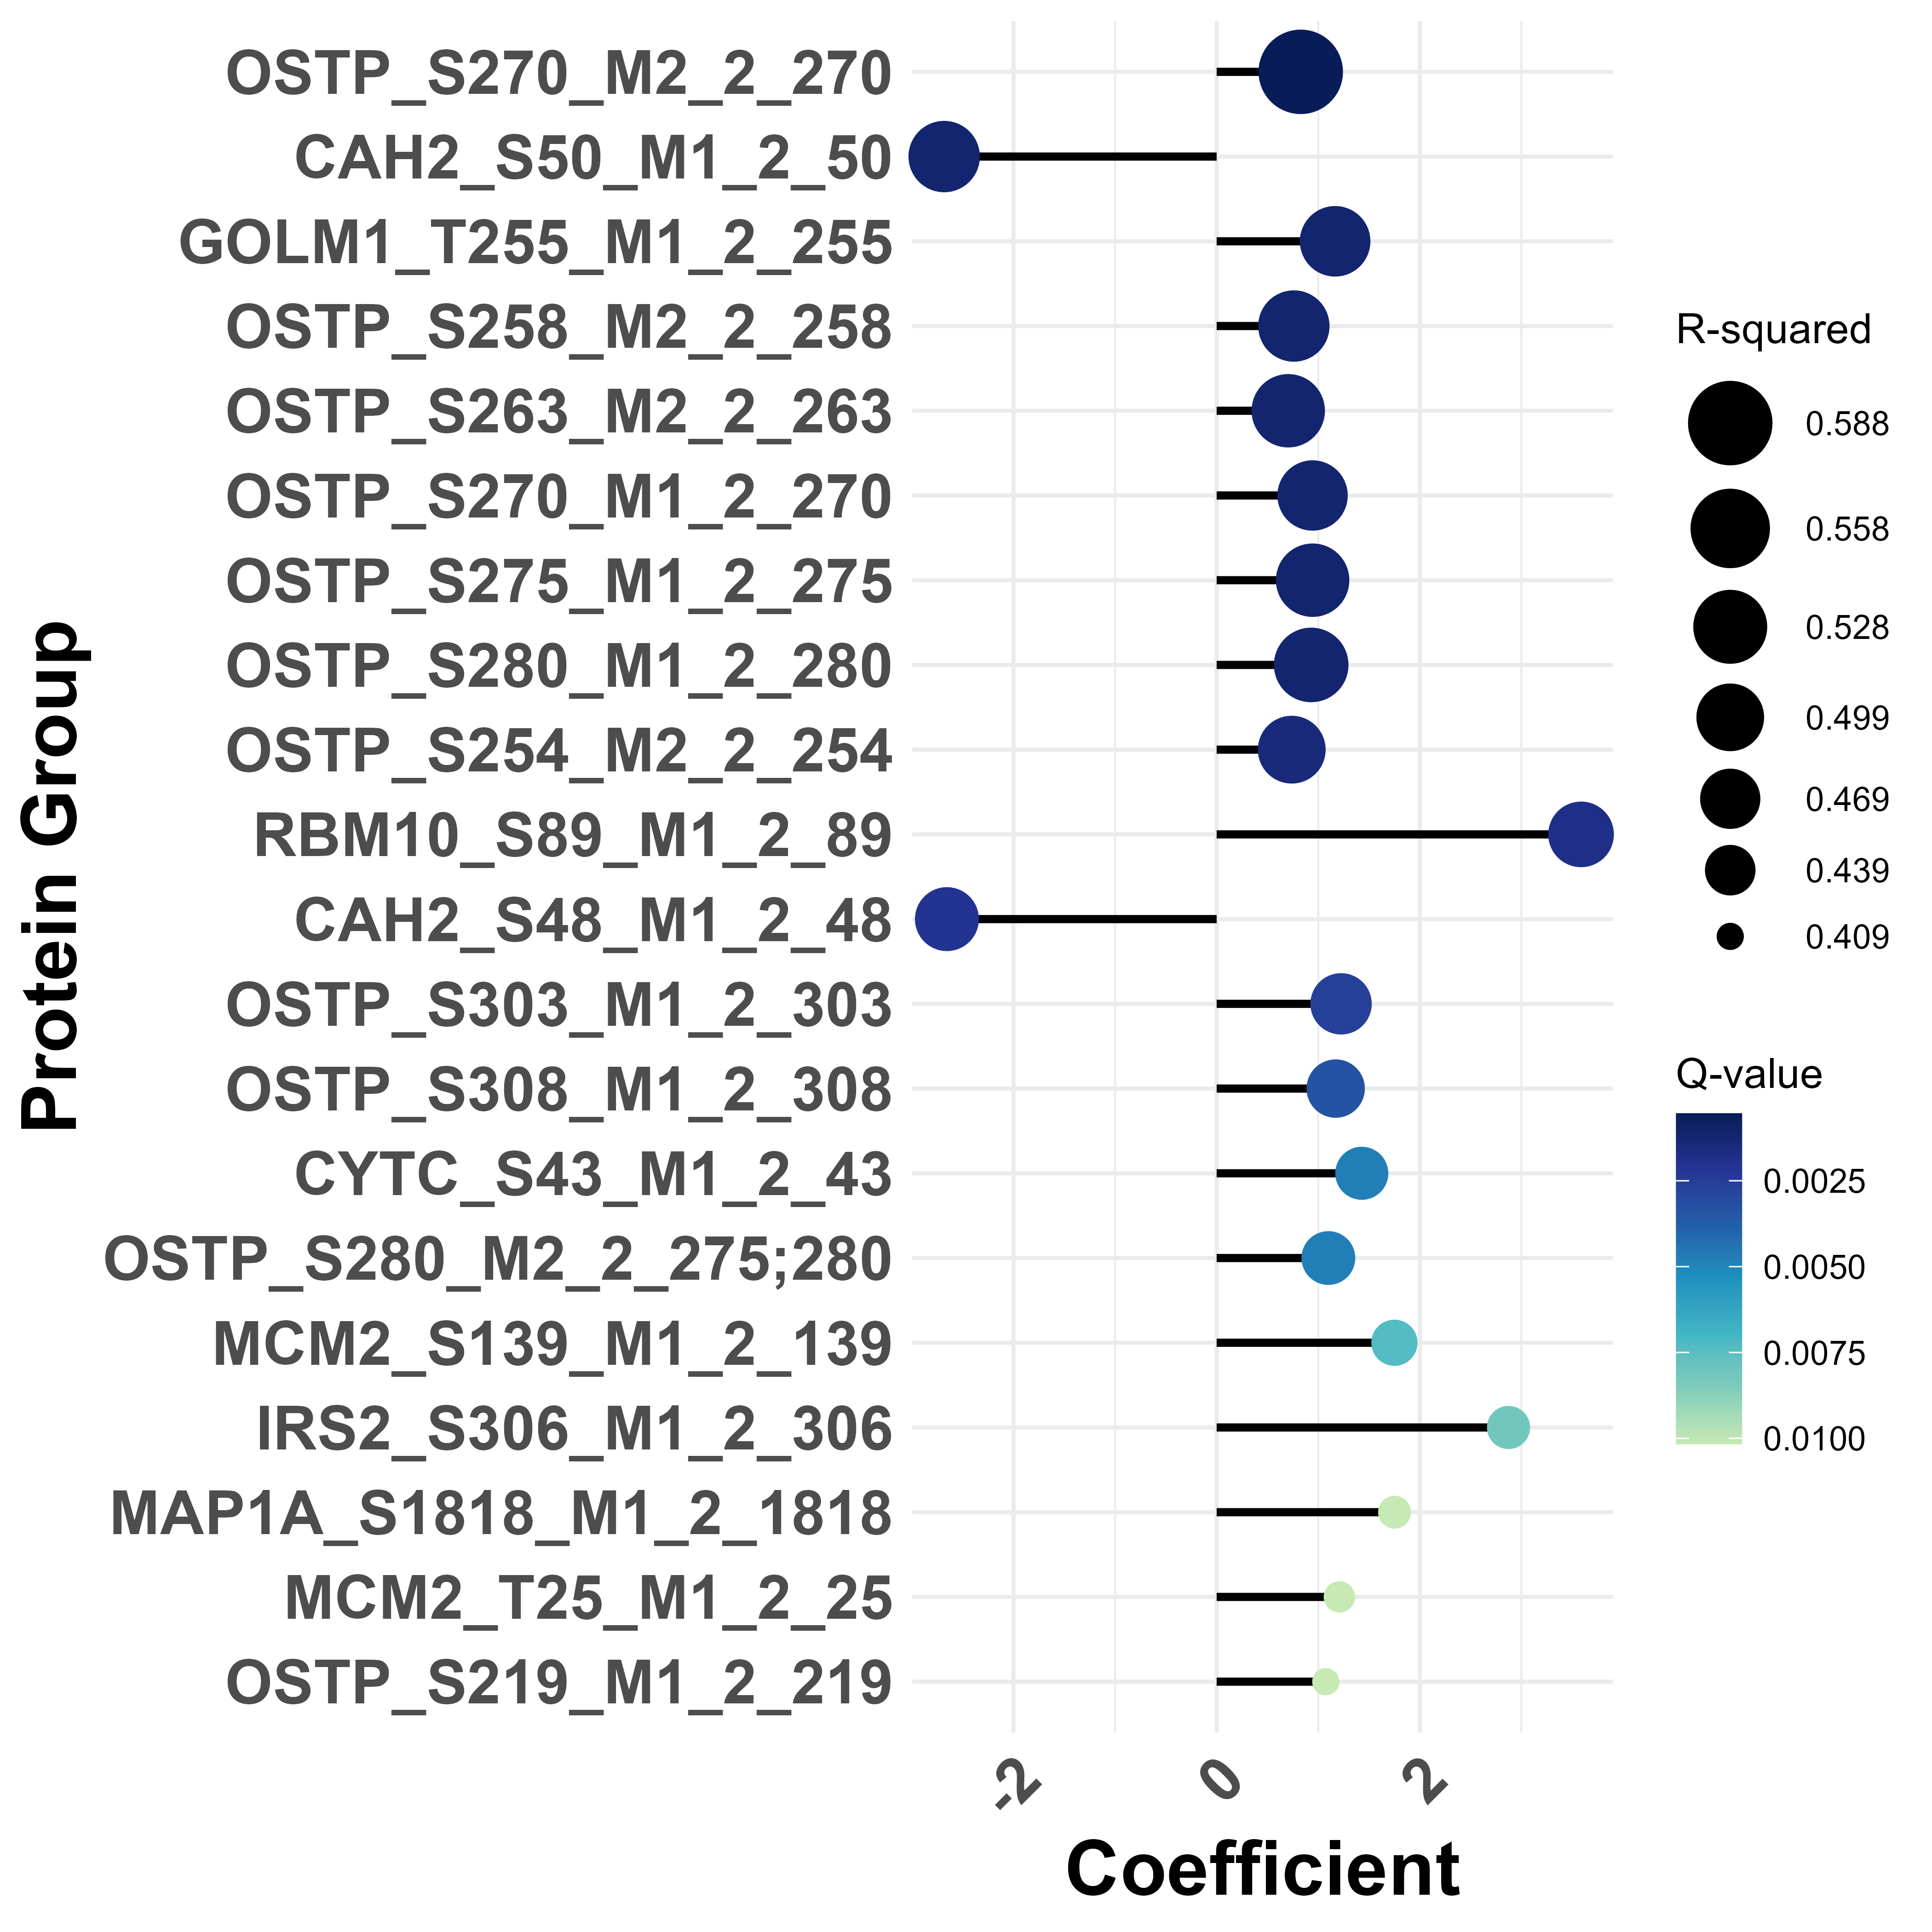 Protein Group
OSTP_S270_M2_2_270
CAH2_S50_M1_2_50
GOLM1_T255_M1_2_255
OSTP_S258_M2_2_258
OSTP_S263_M2_2_263
OSTP_S270_M1_2_270
OSTP_S275_M1_2_275
OSTP_S280_M1_2_280
OSTP_S254_M2_2_254
RBM10_S89_M1_2_89
CAH2_S48_M1_2_48
OSTP_S303_M1_2_303
OSTP_S308_M1_2_308
CYTC_S43_M1_2_43
OSTP_S280_M2_2_275;280
MCM2_S139_M1_2_139
IRS2_S306_M1_2_306
MAP1A_S1818_M1_2_1818
MCM2_T25_M1_2_25
OSTP_S219_M1_2_219
-2 0 2
Coefficient
R-squared
0.588
0.558
0.528
0.499
0.469
0.439
0.409
Q-value
0.0025
0.0050
0.0075
0.0100